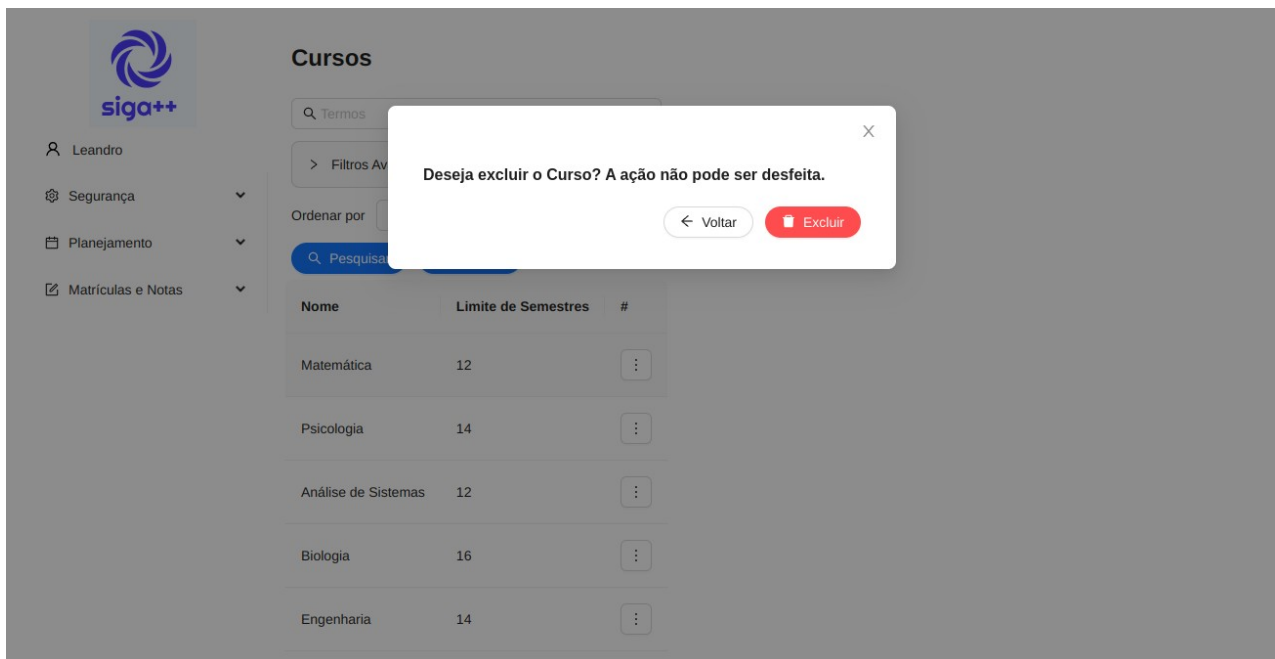 siga++
Leandro
Segurança
Planejamento
Matrículas e Notas
Cursos
Termos
Filtros Av
Ordenar por
Pesquisar
Deseja excluir o Curso? A ação não pode ser desfeita.
Voltar
Excluir
Nome Limite de Semestres #
Matemática 12
Psicologia 14
Análise de Sistemas 12
Biologia 16
Engenharia 14